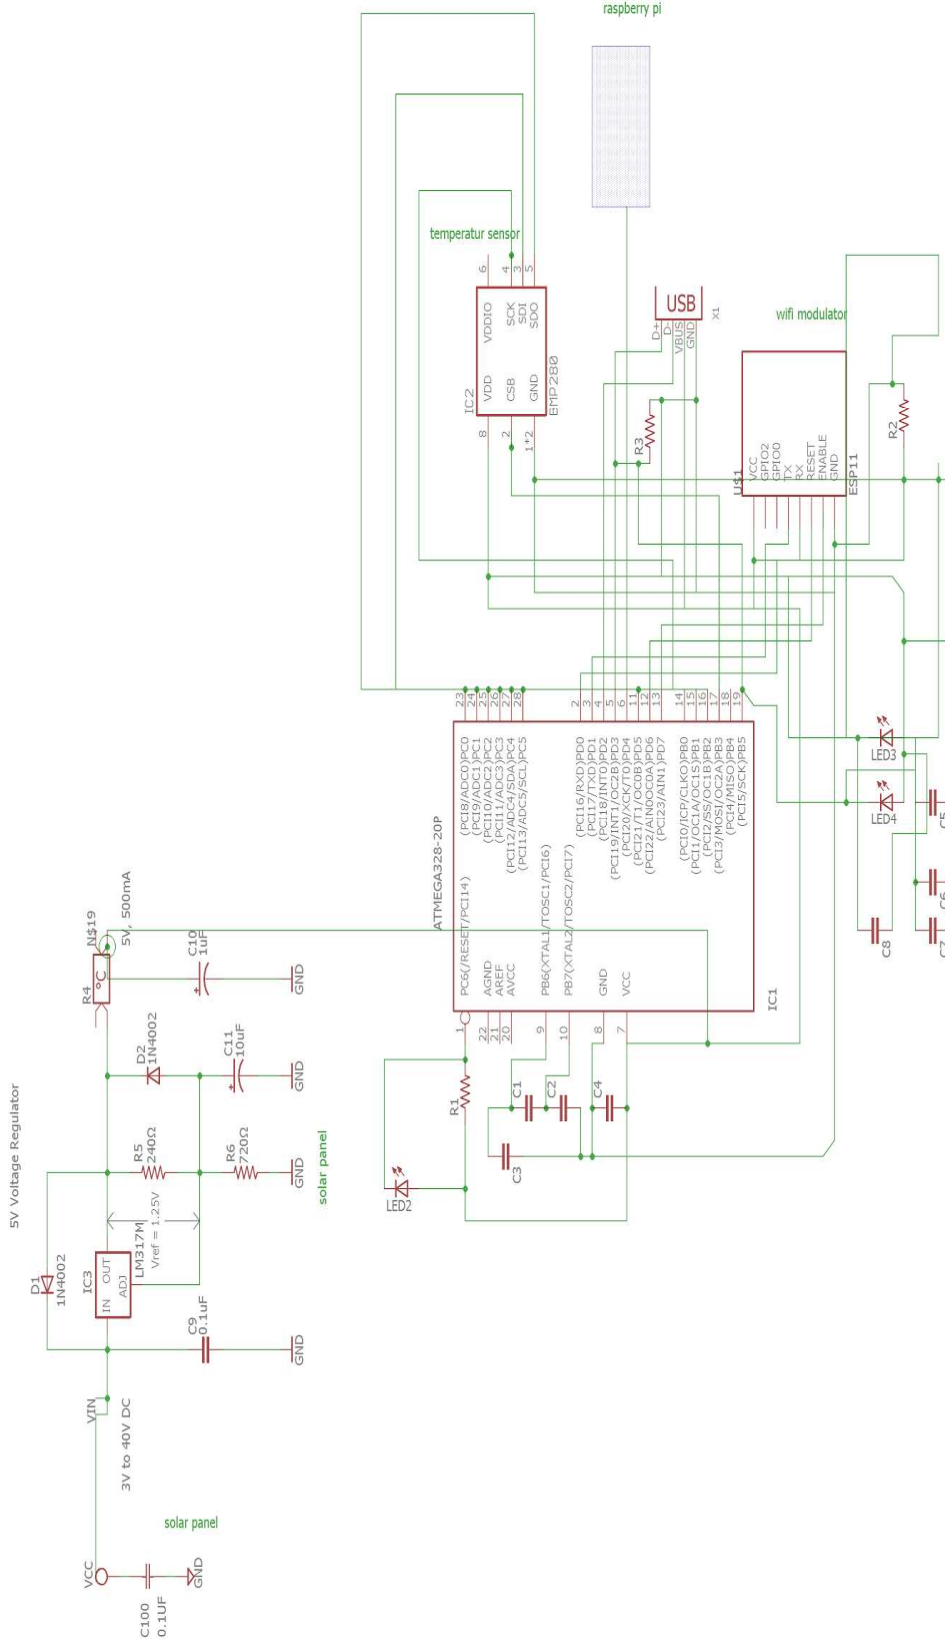 raspberry pi
temperatur sensor
6
4
3
5
VDDIO
SCK
SDI
SDO
VDD
CSB
GND
IC2
EMP280
8
2
1*2
USB
X1
D+
D-
VBUS
GND
R3
wifi modulator
VCC
GPIO2
GPIO0
TX
RX
RESET
ENABLE
GND
U$1
ESP11
R2
23
24
25
26
27
28
2
3
4
5
6
11
12
13
14
15
16
17
18
19
(PCI8/ADC0)PC0
(PCI9/ADC1)PC1
(PCI10/ADC2)PC2
(PCI11/ADC3)PC3
(PCI12/ADC4/SDA)PC4
(PCI13/ADC5/SCL)PC5
(PCI16/RXD)PD0
(PCI17/TXD)PD1
(PCI18/INT0)PD2
(PCI19/INT1/OC2B)PD3
(PCI20/XCK/T0)PD4
(PCI21/T1/OC0B)PD5
(PCI22/AIN0OC0A)PD6
(PCI23/AIN1)PD7
(PCI0/ICP/CLKO)PB0
(PCI1/OC1A/OC1S)PB1
(PCI2/SS/OC1B)PB2
(PCI3/MOSI/OC2A)PB3
(PCI4/MISO)PB4
(PCI5/SCK)PB5
ATMEGA328-20P
PC6(/RESET/PCI14)
AGND
AREF
AVCC
PB6(XTAL1/TOSC1/PCI6)
PB7(XTAL2/TOSC2/PCI7)
GND
VCC
IC1
1
22
21
20
9
10
8
7
LED3
LED4
C5
C6
C7
C8
R1
C1
C2
C4
C3
LED2
N$19
5V, 500mA
R4
°C
C10
1uF
GND
D2
1N4002
C11
10uF
GND
5V Voltage Regulator
R5
240Ω
R6
720Ω
GND
solar panel
Vref = 1.25V
LM317M
IC3
OUT
IN
ADJ
D1
1N4002
C9
0.1uF
GND
VIN
3V to 40V DC
solar panel
VCC
GND
C100
0.1UF